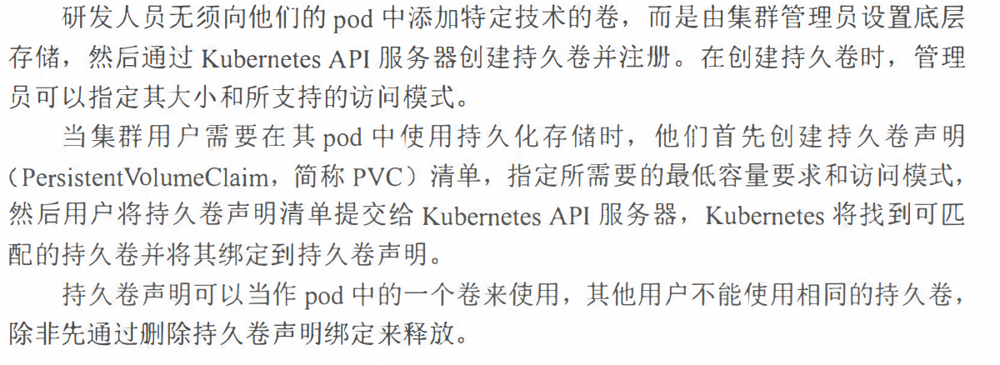 研发人员无须向他们的 pod 中添加特定技术的卷，而是由集群管理员设置底层
存储，然后通过 Kubernetes API 服务器创建持久卷并注册。在创建持久卷时，管理
员可以指定其大小和所支持的访问模式。
当集群用户需要在其 pod 中使用持久化存储时，他们首先创建持久卷声明
（PersistentVolumeClaim，简称 PVC）清单，指定所需要的最低容量要求和访问模式，
然后用户将持久卷声明清单提交给 Kubernetes API 服务器，Kubernetes 将找到可匹
配的持久卷并将其绑定到持久卷声明。
持久卷声明可以当作 pod 中的一个卷来使用，其他用户不能使用相同的持久卷，
除非先通过删除持久卷声明绑定来释放。